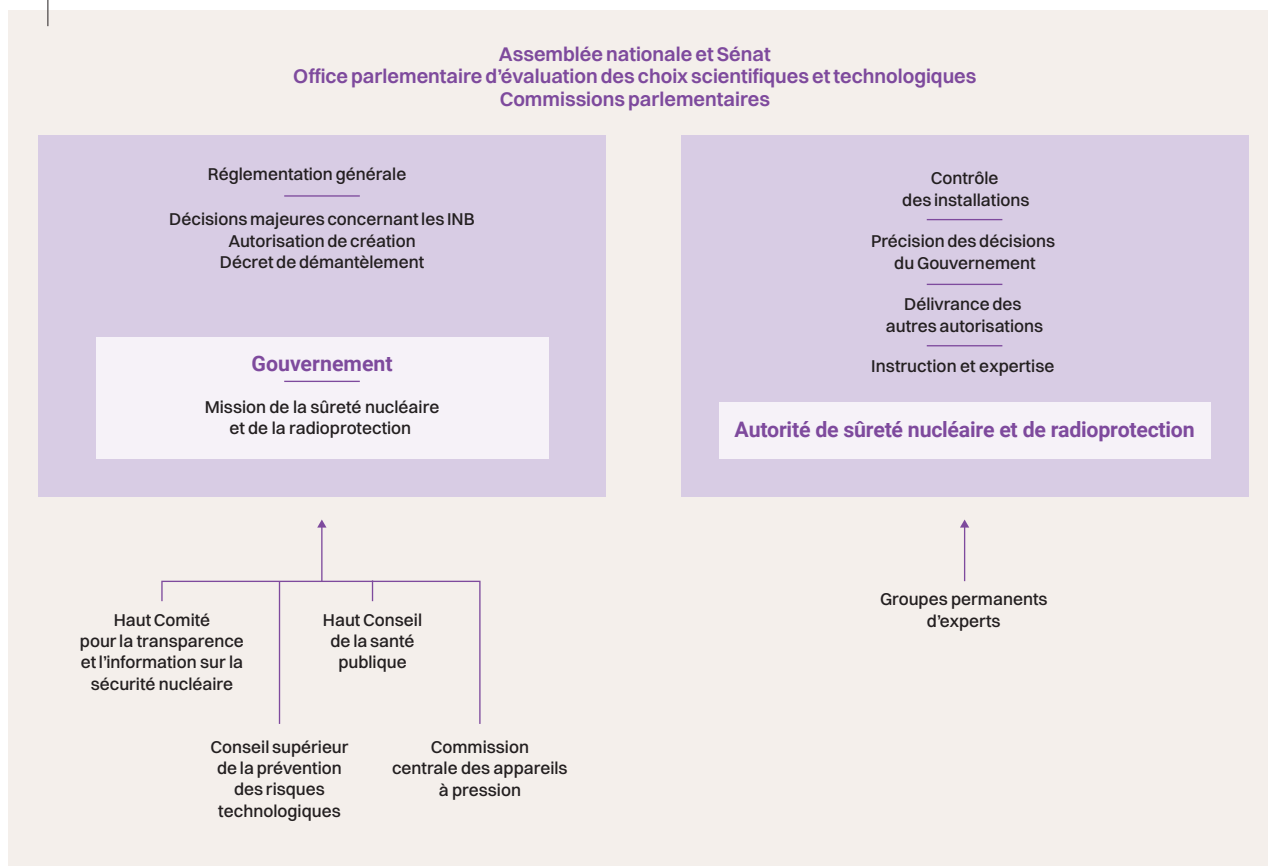 Assemblée nationale et Sénat
Office parlementaire d'évaluation des choix scientifiques et technologiques
Commissions parlementaires
Réglementation générale
Décisions majeures concernant les INB
Autorisation de création
Décret de démantèlement
Gouvernement
Mission de la sûreté nucléaire
et de la radioprotection
Contrôle
des installations
Précision des décisions
du Gouvernement
Délivrance des
autres autorisations
Instruction et expertise
Autorité de sûreté nucléaire et de radioprotection
Haut Comité
pour la transparence
et l'information sur la
sécurité nucléaire
Haut Conseil
de la santé
publique
Conseil supérieur
de la prévention
des risques
technologiques
Commission
centrale des appareils
à pression
Groupes permanents
d'experts